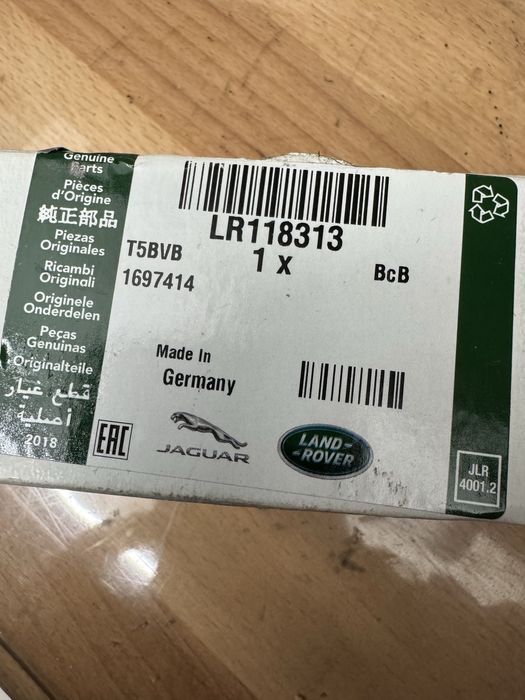 Genuine
Parts
Pièces
d'Origine
純正部品
Piezas
Originales
Ricambi
Originali
Originele
Onderdelen
Peças
Genuinas
Originalteile
قطع غيار
أصلية
2018
LR118313
1 X
T5BVB
1697414
BcB
Made In
Germany
EAC
JAGUAR
LAND-
-ROVER
JLR
4001.2